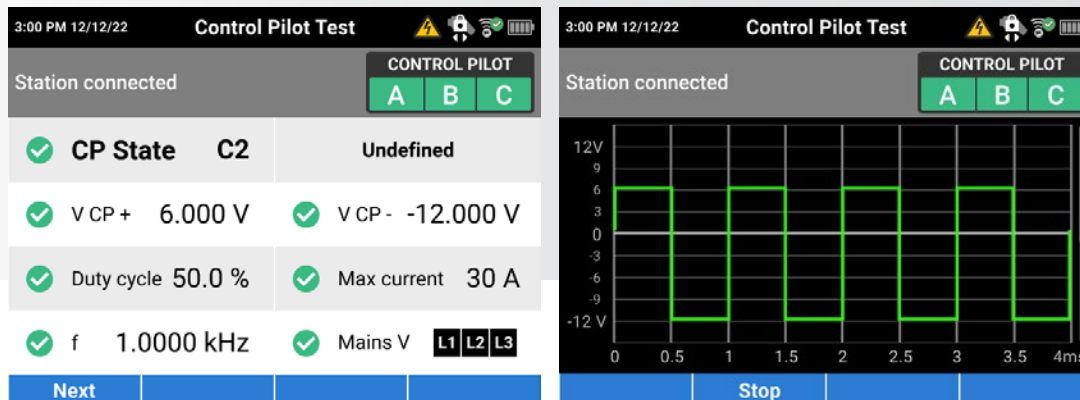 3:00 PM 12/12/22 Control Pilot Test
Station connected
CONTROL PILOT
A B C
CP State C2 Undefined
V CP + 6.000 V V CP - -12.000 V
Duty cycle 50.0 % Max current 30 A
f 1.0000 kHz Mains V L1 L2 L3
Next
3:00 PM 12/12/22 Control Pilot Test
Station connected
CONTROL PILOT
A B C
12V
9
6
3
0
-3
-6
-9
-12 V
0 0.5 1 1.5 2 2.5 3 3.5 4ms
Stop